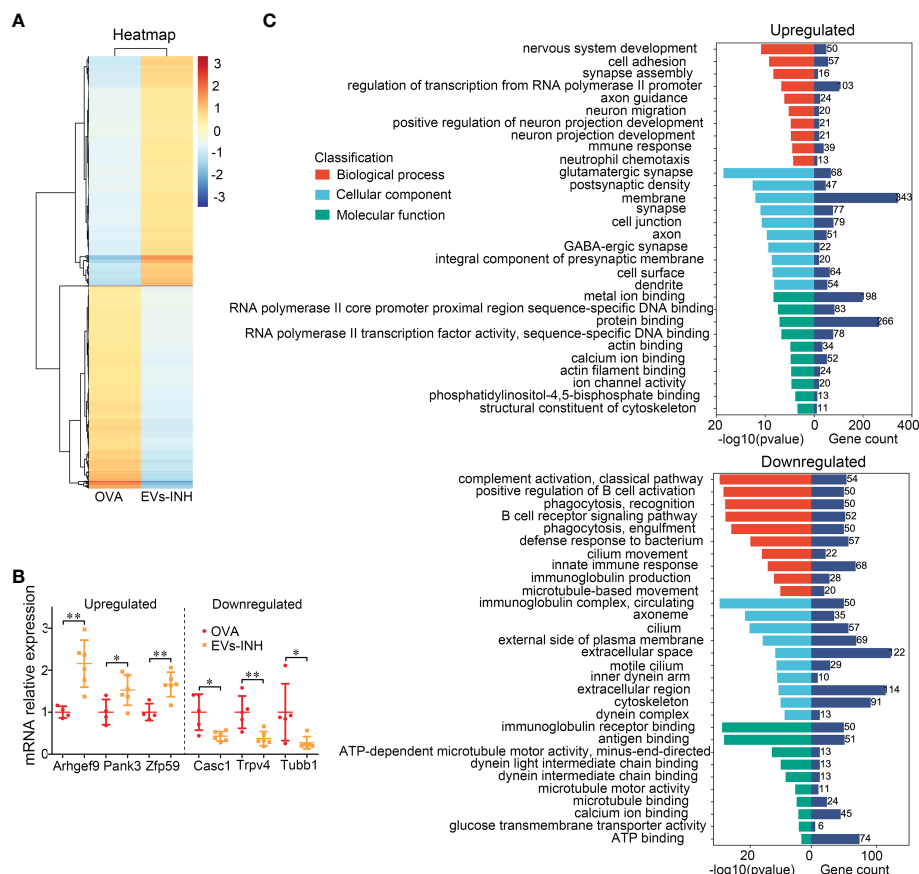 A
Heatmap
3
2
1
0
-1
-2
-3
OVA
EVs-INH
B
mRNA relative expression
3
2
1
0
Upregulated
Downregulated
OVA
EVs-INH
**
*
**
*
**
*
Arhgef9
Pank3
Zfp59
Casc1
Trpv4
Tubb1
C
Upregulated
Classification
Biological process
Cellular component
Molecular function
nervous system development 50
cell adhesion 57
synapse assembly 16
regulation of transcription from RNA polymerase II promoter 103
axon guidance 24
neuron migration 20
positive regulation of neuron projection development 21
neuron projection development 21
mmune response 39
neutrophil chemotaxis 13
glutamatergic synapse 68
postsynaptic density 47
membrane 343
synapse 77
cell junction 79
axon 51
GABA-ergic synapse 22
integral component of presynaptic membrane 20
cell surface 64
dendrite 54
metal ion binding 198
RNA polymerase II core promoter proximal region sequence-specific DNA binding 83
protein binding 266
RNA polymerase II transcription factor activity, sequence-specific DNA binding 78
actin binding 34
calcium ion binding 52
actin filament binding 24
ion channel activity 20
phosphatidylinositol-4,5-bisphosphate binding 13
structural constituent of cytoskeleton 11
20 10 0 200 400
-log10(pvalue) Gene count
Downregulated
complement activation, classical pathway 54
positive regulation of B cell activation 50
phagocytosis, recognition 50
B cell receptor signaling pathway 52
phagocytosis, engulfment 50
defense response to bacterium 57
cilium movement 22
innate immune response 68
immunoglobulin production 28
microtubule-based movement 20
immunoglobulin complex, circulating 50
axoneme 35
cilium 57
external side of plasma membrane 69
extracellular space 122
motile cilium 29
inner dynein arm 10
extracellular region 114
cytoskeleton 91
dynein complex 13
immunoglobulin receptor binding 50
antigen binding 51
ATP-dependent microtubule motor activity, minus-end-directed 13
dynein light intermediate chain binding 13
dynein intermediate chain binding 13
microtubule motor activity 11
microtubule binding 24
calcium ion binding 45
glucose transmembrane transporter activity 6
ATP binding 74
20 0 100
-log10(pvalue) Gene count